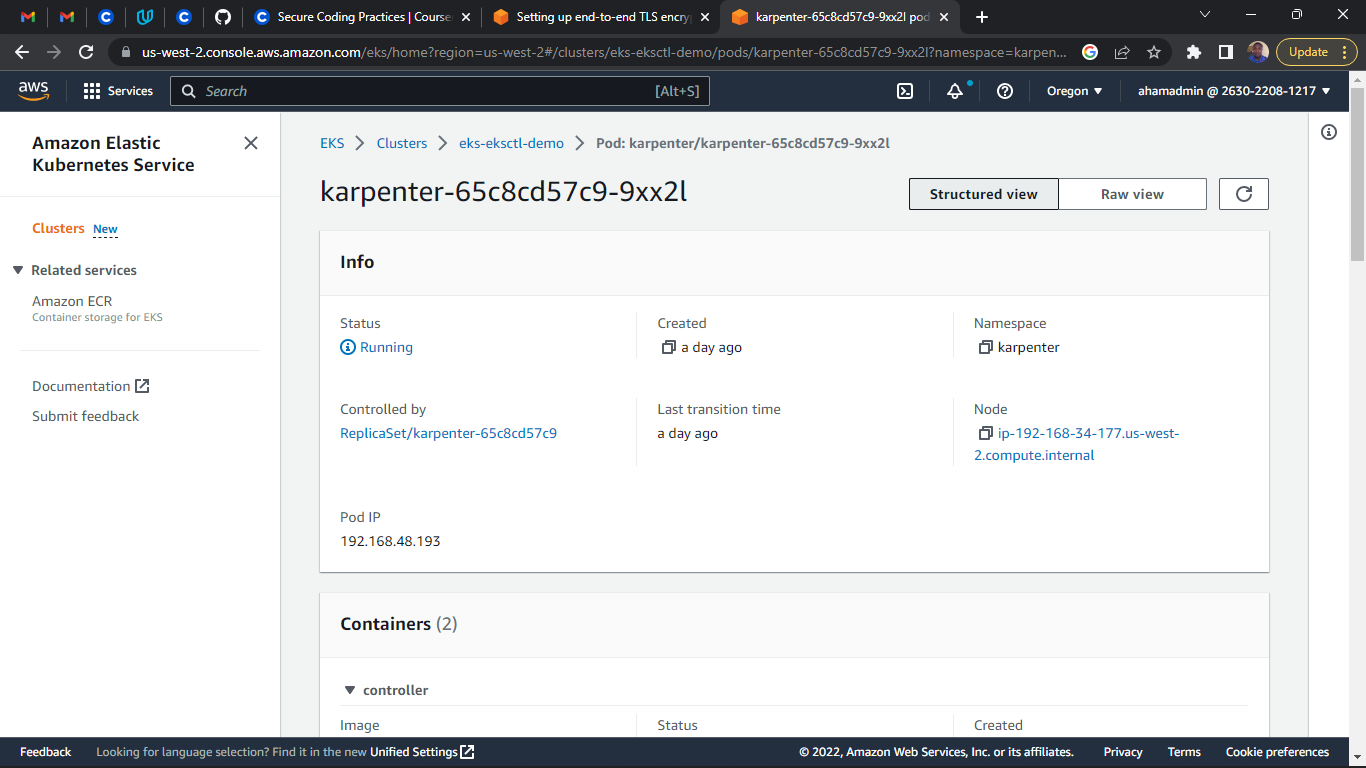 Secure Coding Practices | Course
Setting up end-to-end TLS encry
karpenter-65c8cd57c9-9xx2l pod
us-west-2.console.aws.amazon.com/eks/home?region=us-west-2#/clusters/eks-eksctl-demo/pods/karpenter-65c8cd57c9-9xx2l?namespace=karpen...
Update
aws
Services
Search
[Alt+S]
Oregon
ahamadmin @ 2630-2208-1217
Amazon Elastic
Kubernetes Service
Clusters New
Related services
Amazon ECR
Container storage for EKS
Documentation
Submit feedback
EKS
Clusters
eks-eksctl-demo
Pod: karpenter/karpenter-65c8cd57c9-9xx2l
karpenter-65c8cd57c9-9xx2l
Structured view
Raw view
Info
Status
Running
Created
a day ago
Namespace
karpenter
Controlled by
ReplicaSet/karpenter-65c8cd57c9
Last transition time
a day ago
Node
ip-192-168-34-177.us-west-
2.compute.internal
Pod IP
192.168.48.193
Containers (2)
controller
Image
Status
Created
Feedback
Looking for language selection? Find it in the new Unified Settings
© 2022, Amazon Web Services, Inc. or its affiliates.
Privacy
Terms
Cookie preferences